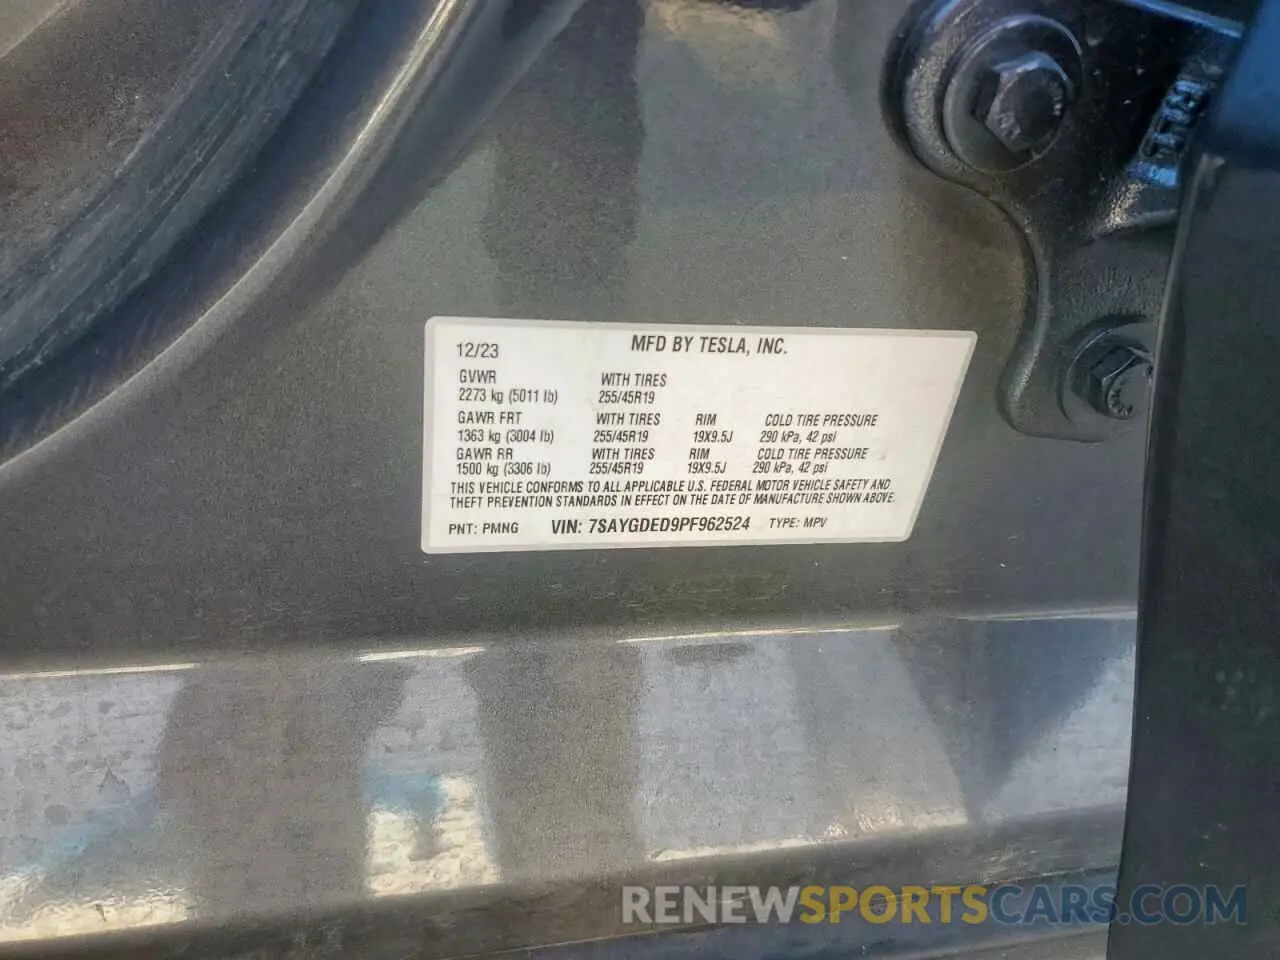 12/23 MFD BY TESLA, INC.
GVWR WITH TIRES
2273 kg (5011 lb) 255/45R19
GAWR FRT WITH TIRES RIM COLD TIRE PRESSURE
1363 kg (3004 lb) 255/45R19 19X9.5J 290 kPa, 42 psi
GAWR RR WITH TIRES RIM COLD TIRE PRESSURE
1500 kg (3306 lb) 255/45R19 19X9.5J 290 kPa, 42 psi
THIS VEHICLE CONFORMS TO ALL APPLICABLE U.S. FEDERAL MOTOR VEHICLE SAFETY AND
THEFT PREVENTION STANDARDS IN EFFECT ON THE DATE OF MANUFACTURE SHOWN ABOVE.
PNT: PMNG VIN: 7SAYGDED9PF962524 TYPE: MPV
RENEWSPORTSCARS.COM